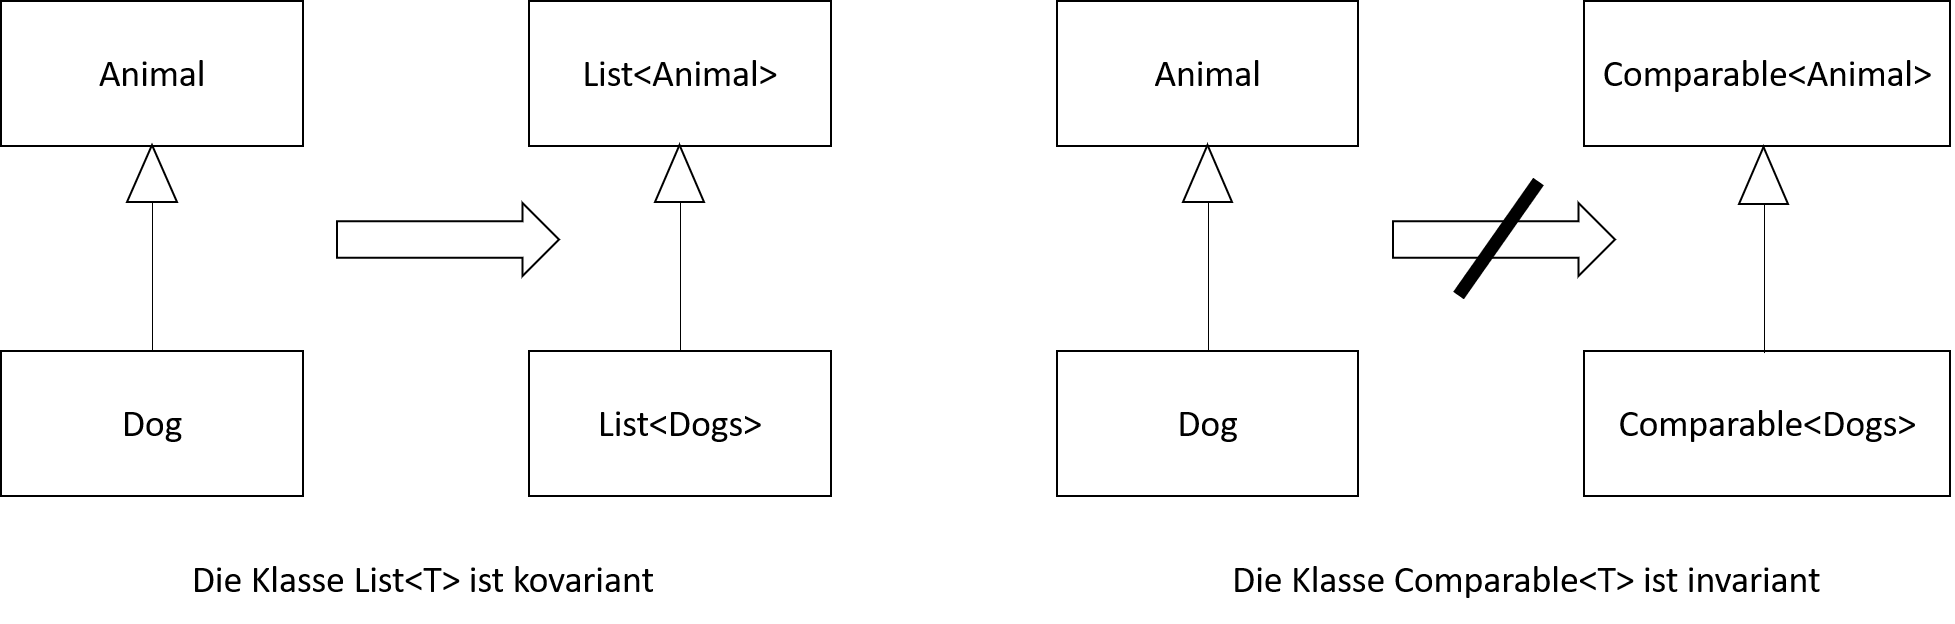 Animal
List<Animal>
Animal
Comparable<Animal>
Dog
List<Dogs>
Dog
Comparable<Dogs>
Die Klasse List<T> ist kovariant
Die Klasse Comparable<T> ist invariant